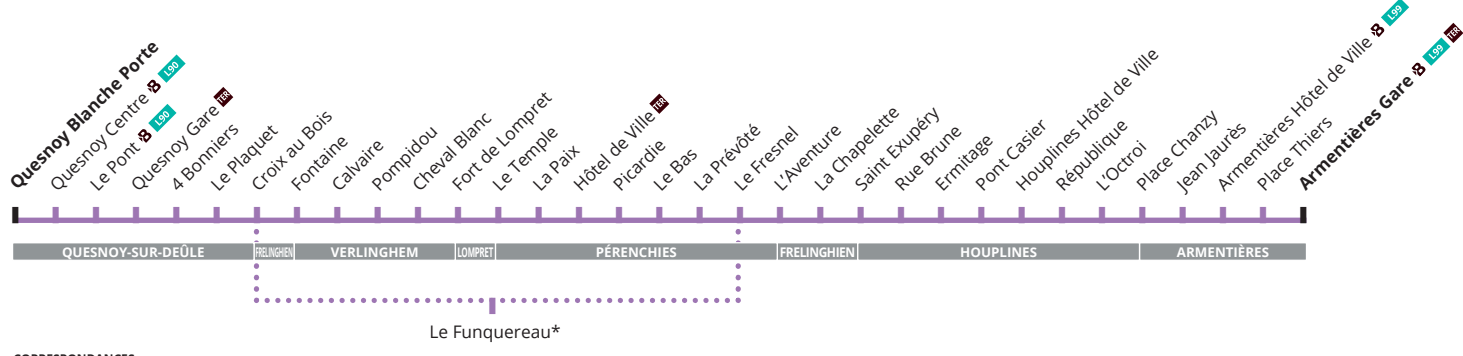 Quesnoy Blanche Porte
Quesnoy Centre L90
Le Pont L90
Quesnoy Gare TER
4 Bonniers
Le Plaquet
Croix au Bois
Fontaine
Calvaire
Pompidou
Cheval Blanc
Fort de Lompret
Le Temple
La Paix
Hôtel de Ville TER
Picardie
Le Bas
La Prévôté
Le Fresnel
L'Aventure
La Chapelette
Saint Exupéry
Rue Brune
Ermitage
Pont Casier
Houplines Hôtel de Ville
République
L'Octroi
Place Chanzy
Jean Jaurès
Armentières Hôtel de Ville L99
Place Thiers
Armentières Gare L99 TER
QUESNOY-SUR-DEÛLE FRELINGHIEN VERLINGHEM LOMPRET PÉRENCHIES FRELINGHIEN HOUPLINES ARMENTIÈRES
Le Funquereau*
CORRESPONDANCES